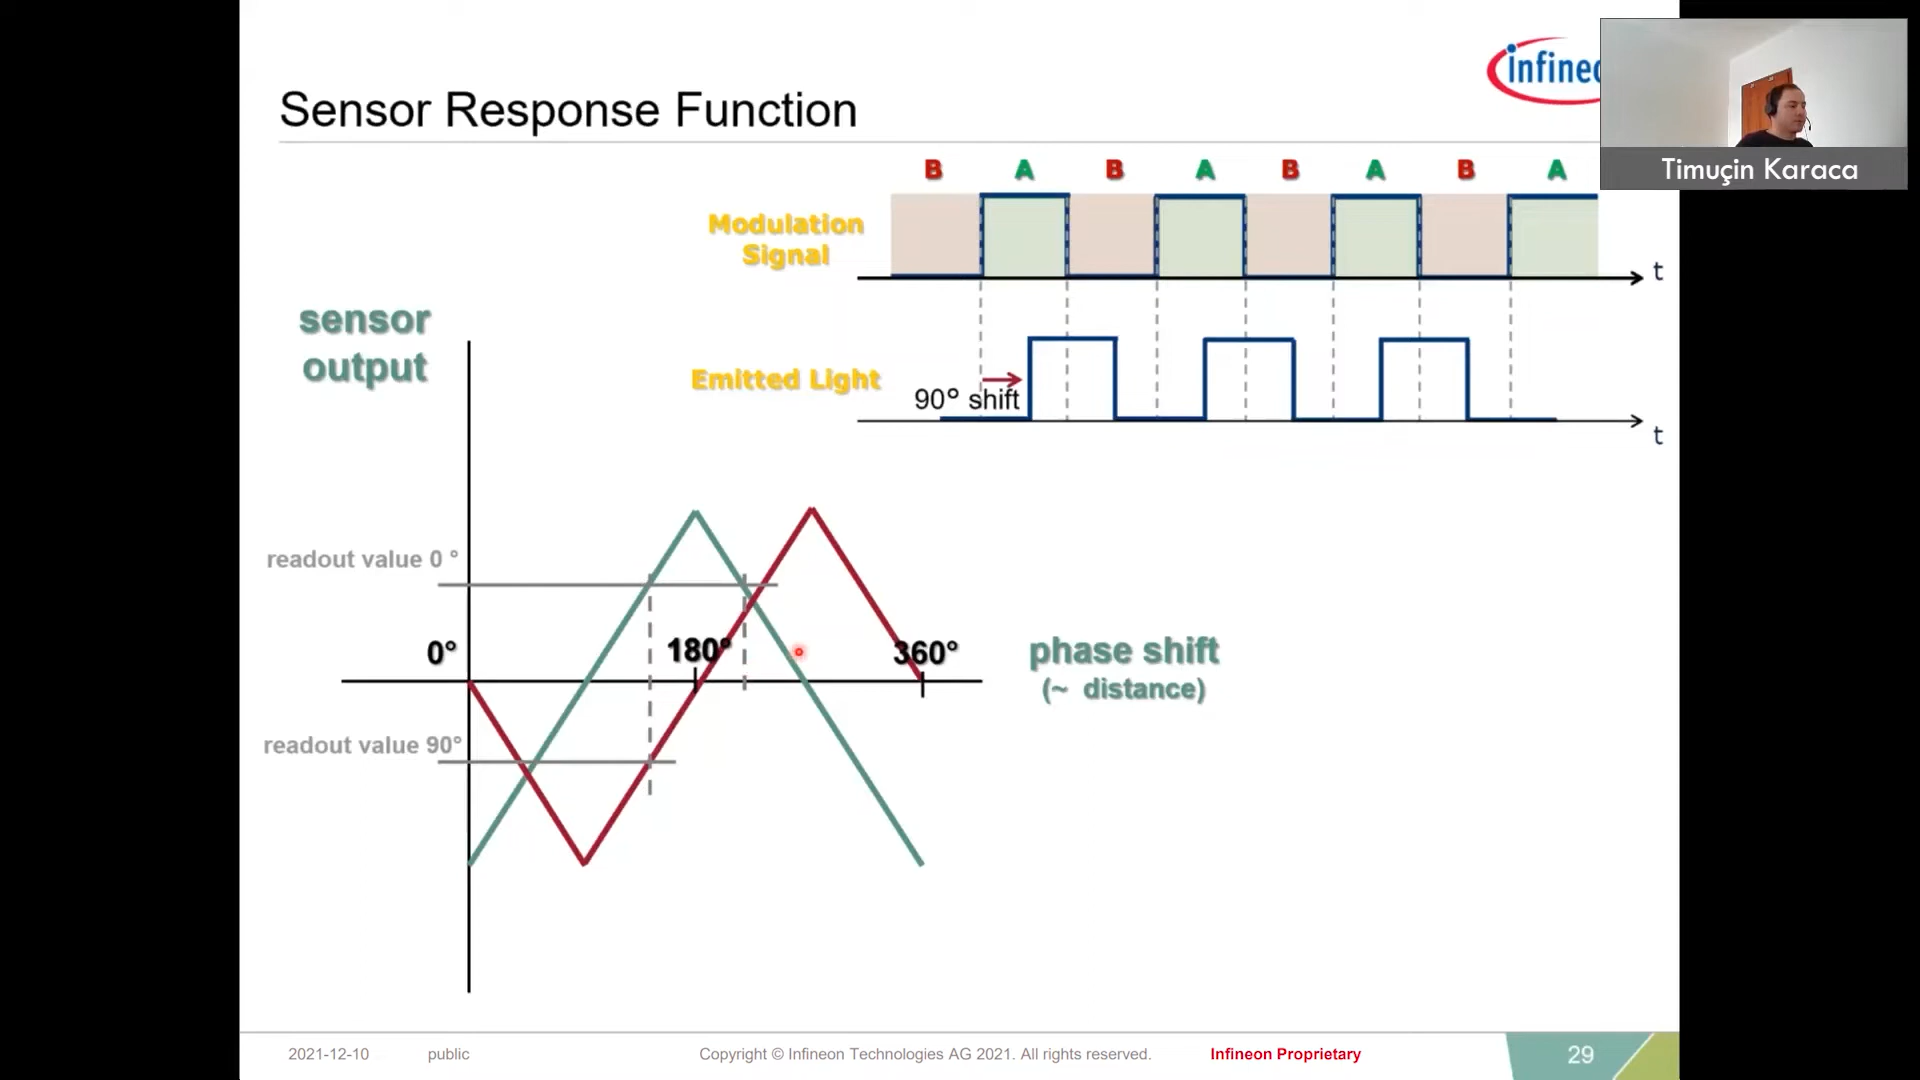 infineo
Sensor Response Function
Timuçin Karaca
B A B A B A B A
Modulation
Signal
t
sensor
output
Emitted Light
90° shift
t
readout value 0 °
0°
180°
360°
phase shift
(~ distance)
readout value 90°
2021-12-10
public
Copyright © Infineon Technologies AG 2021. All rights reserved.
Infineon Proprietary
29